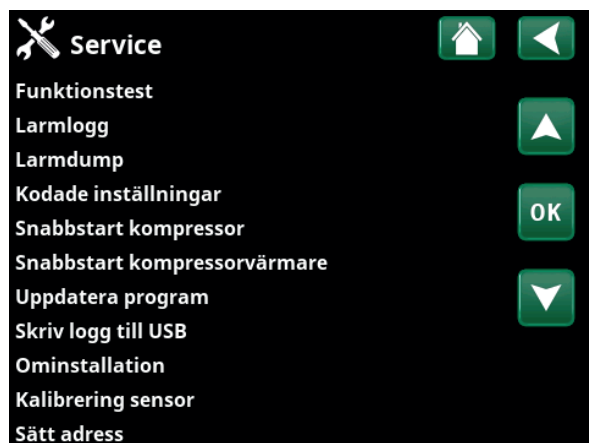 Service
Funktionstest
Larmlogg
Larmdump
Kodade inställningar
Snabbstart kompressor
OK
Snabbstart kompressorvärmare
Uppdatera program
Skriv logg till USB
Ominstallation
Kalibrering sensor
Sätt adress